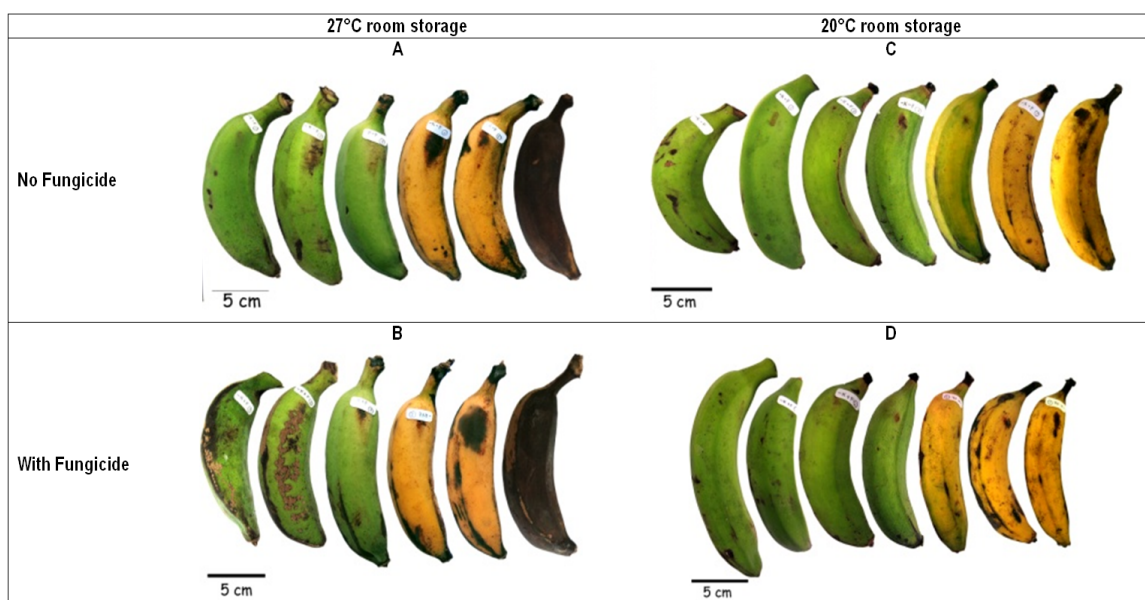 27°C room storage
20°C room storage
A
C
No Fungicide
5 cm
5 cm
B
D
With Fungicide
5 cm
5 cm